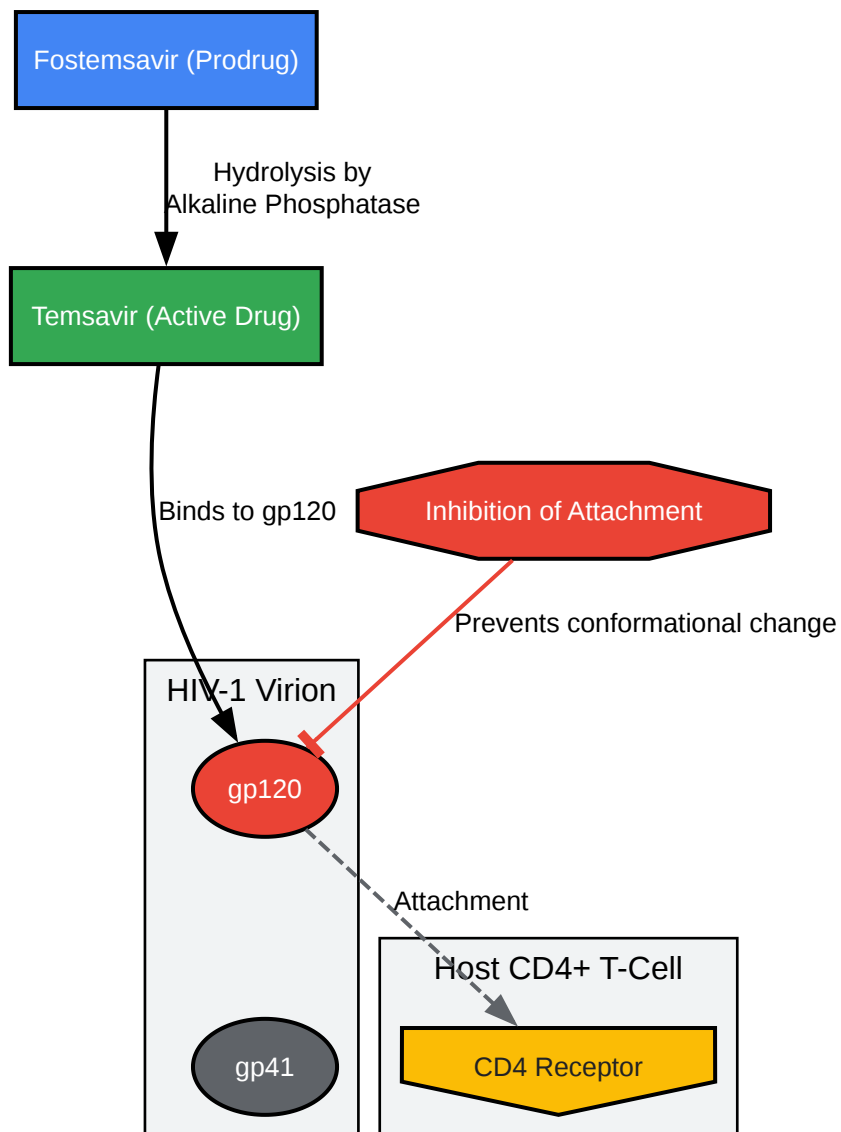 Fostemsavir (Prodrug)
Hydrolysis by
Alkaline Phosphatase
Temsavir (Active Drug)
Binds to gp120
Inhibition of Attachment
Prevents conformational change
HIV-1 Virion
gp120
Attachment
Host CD4+ T-Cell
gp41
CD4 Receptor